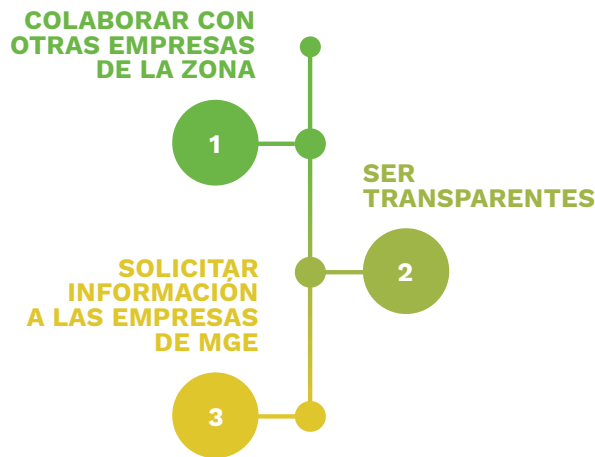 COLABORAR CON
OTRAS EMPRESAS
DE LA ZONA
1
SER
TRANSPARENTES
2
SOLICITAR
INFORMACIÓN
A LAS EMPRESAS
DE MGE
3